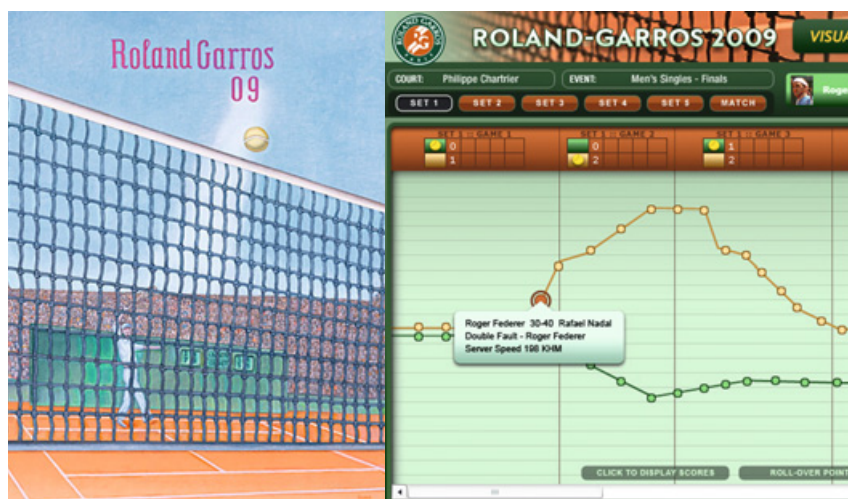 Roland Garros
09
ROLAND-GARROS 2009
VISUA
COURT: Philippe Chartrier
EVENT: Men's Singles - Finals
Roge
SET 1
SET 2
SET 3
SET 4
SET 5
MATCH
SET 1 :: GAME 1
0
1
SET 1 :: GAME 2
0
2
SET 1 :: GAME 3
1
2
Roger Federer 30-40 Rafael Nadal
Double Fault - Roger Federer
Server Speed 198 KHM
CLICK TO DISPLAY SCORES
ROLL-OVER POINT